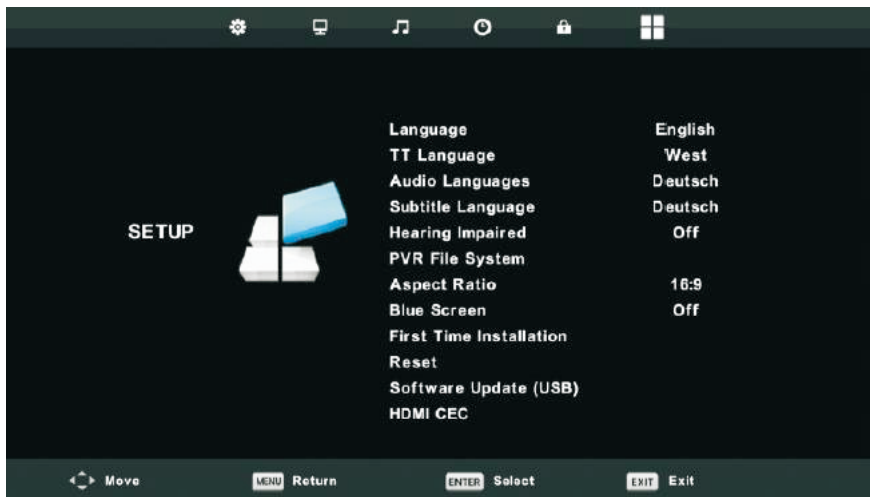 Language English
TT Language West
Audio Languages Deutsch
Subtitle Language Deutsch
SETUP Hearing Impaired Off
PVR File System
Aspect Ratio 16:9
Blue Screen Off
First Time Installation
Reset
Software Update (USB)
HDMI CEC
Move MENU Return ENTER Select EXIT Exit